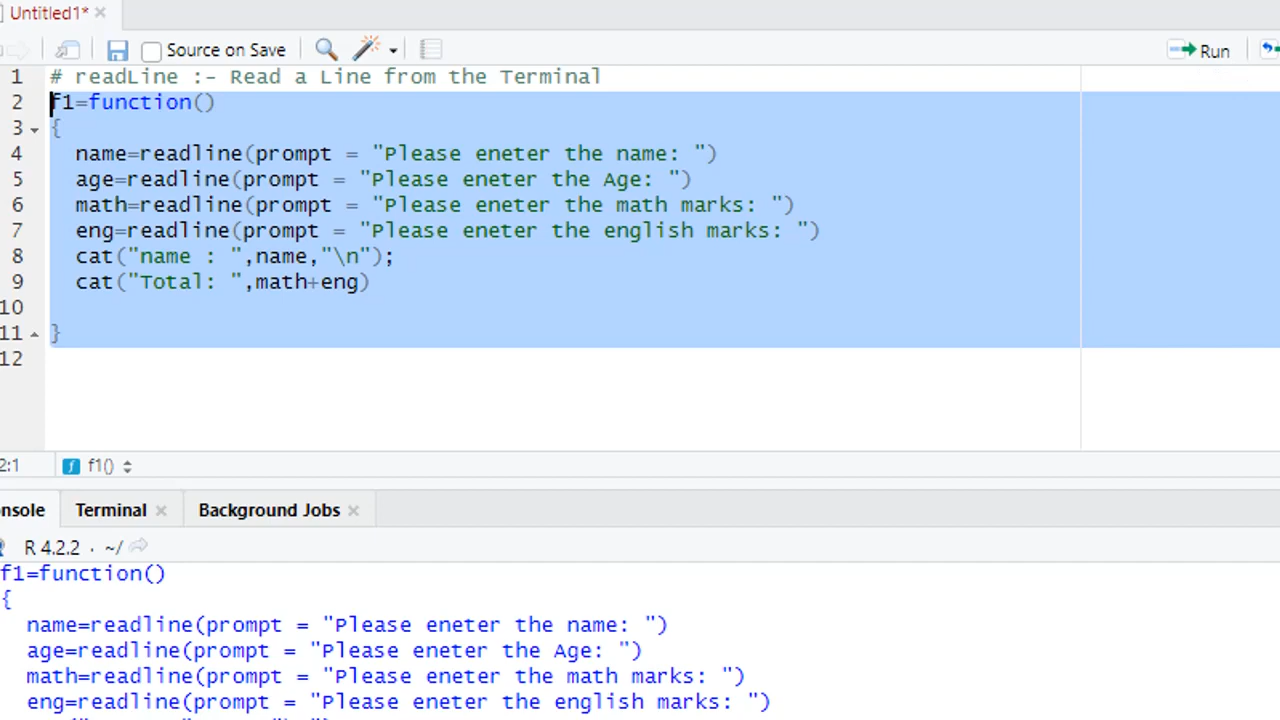 Untitled1*
Source on Save
Run
1 # readLine :- Read a Line from the Terminal
2 f1=function()
3 {
4 name=readline(prompt = "Please eneter the name: ")
5 age=readline(prompt = "Please eneter the Age: ")
6 math=readline(prompt = "Please eneter the math marks: ")
7 eng=readline(prompt = "Please eneter the english marks: ")
8 cat("name : ",name,"\n");
9 cat("Total: ",math+eng)
10
11 }
12
2:1 f1()
onsole Terminal Background Jobs
R 4.2.2 · ~/
f1=function()
{
name=readline(prompt = "Please eneter the name: ")
age=readline(prompt = "Please eneter the Age: ")
math=readline(prompt = "Please eneter the math marks: ")
eng=readline(prompt = "Please eneter the english marks: ")